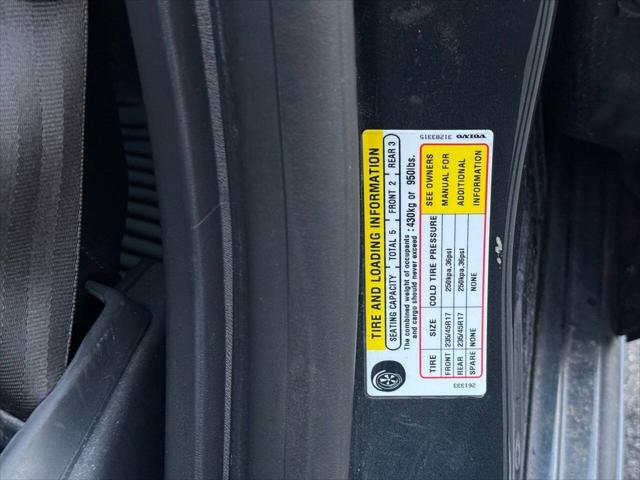 TIRE AND LOADING INFORMATION
SEATING CAPACITY | TOTAL 5 | FRONT 2 | REAR 3
The combined weight of occupants
and cargo should never exceed : 430kg or 950lbs.
TIRE SIZE COLD TIRE PRESSURE
FRONT 235/45R17 250kpa,36psi
REAR 235/45R17 250kpa,36psi
SPARE NONE NONE
SEE OWNERS
MANUAL FOR
ADDITIONAL
INFORMATION
261333
31283315 VOLVO